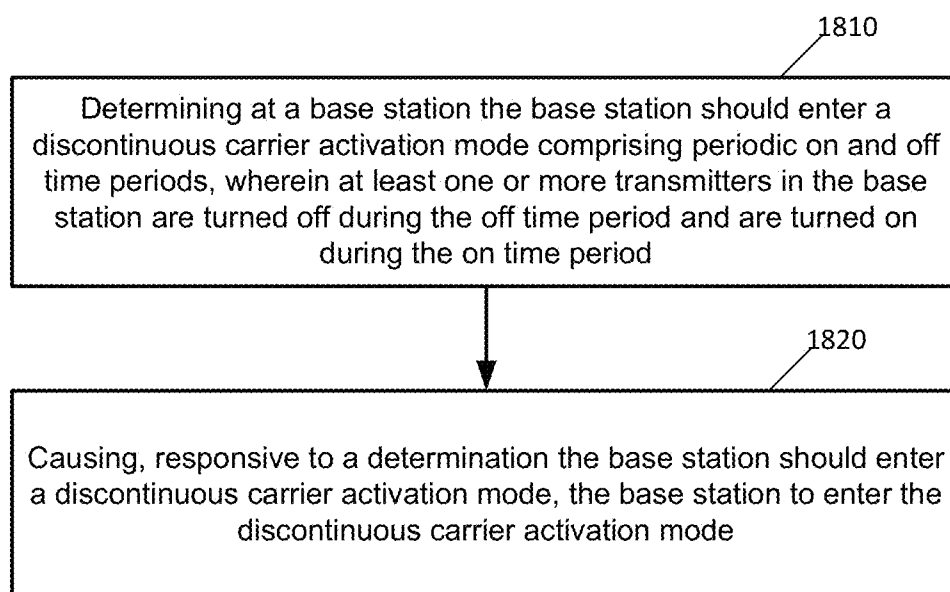 1810
Determining at a base station the base station should enter a
discontinuous carrier activation mode comprising periodic on and off
time periods, wherein at least one or more transmitters in the base
station are turned off during the off time period and are turned on
during the on time period
1820
Causing, responsive to a determination the base station should enter
a discontinuous carrier activation mode, the base station to enter the
discontinuous carrier activation mode